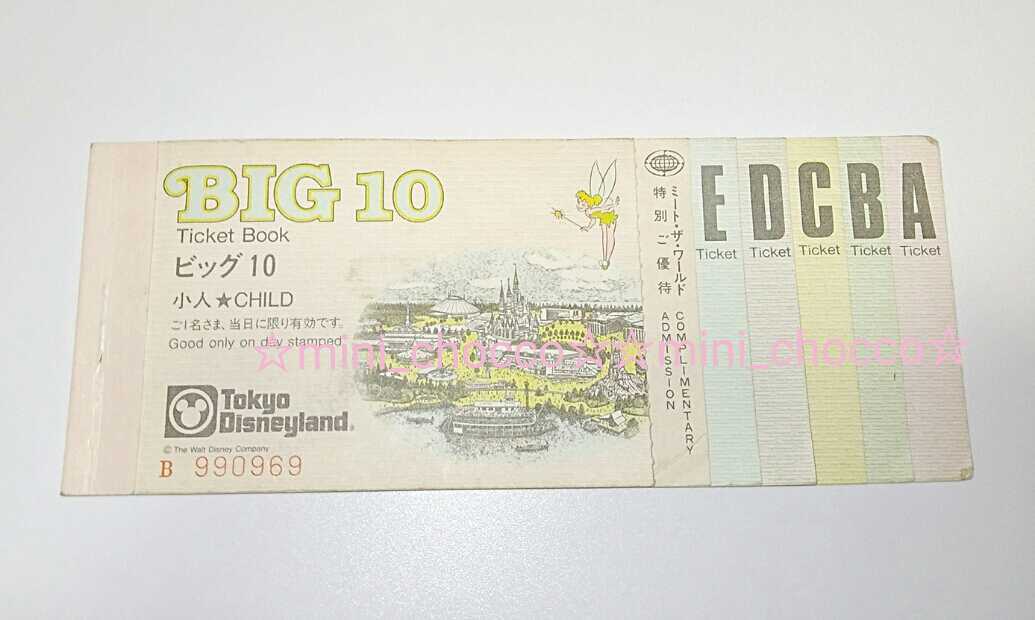 BIG 10
Ticket Book
ビッグ10
小人★CHILD
ご1名さま、当日に限り有効です。
Good only on day stamped.
Tokyo
Disneyland®
© The Walt Disney Company
B 990969
ミート・ザ・ワールド
特別ご優待
COMPLIMENTARY
ADMISSION
E
Ticket
D
Ticket
C
Ticket
B
Ticket
A
Ticket
☆mini_chocco☆☆mini_chocco☆